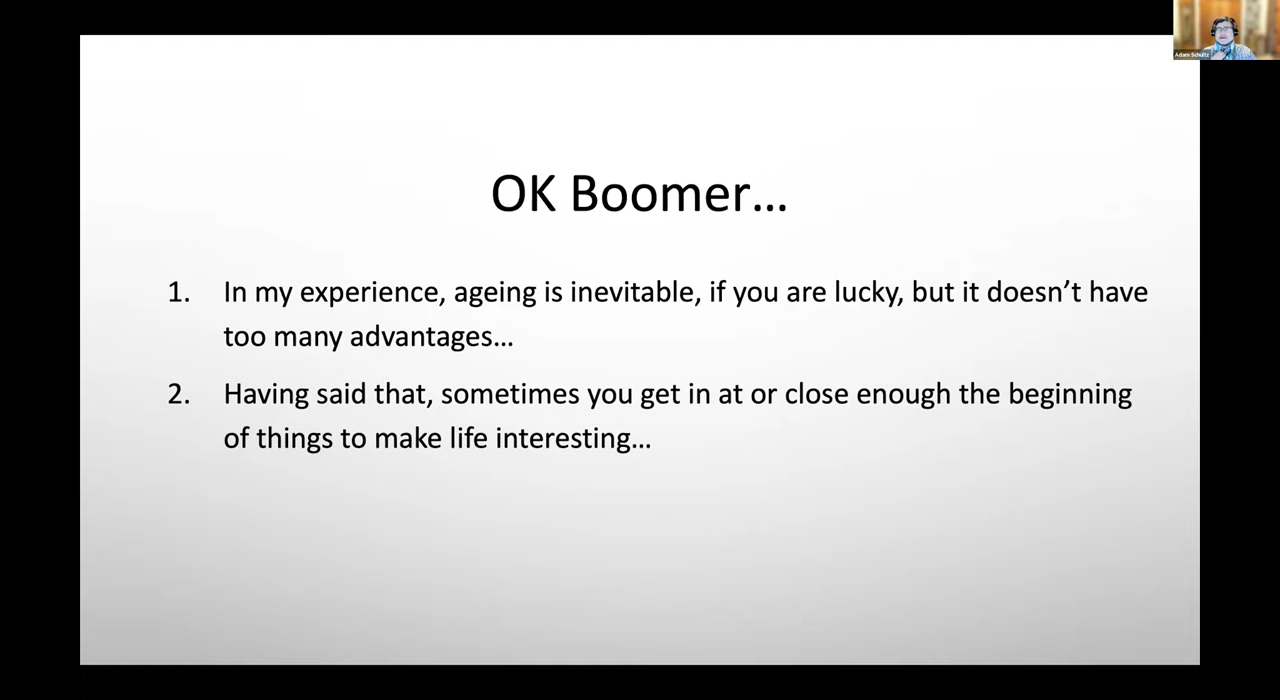 Adam Schultz
OK Boomer...
1. In my experience, ageing is inevitable, if you are lucky, but it doesn’t have
too many advantages...
2. Having said that, sometimes you get in at or close enough the beginning
of things to make life interesting...